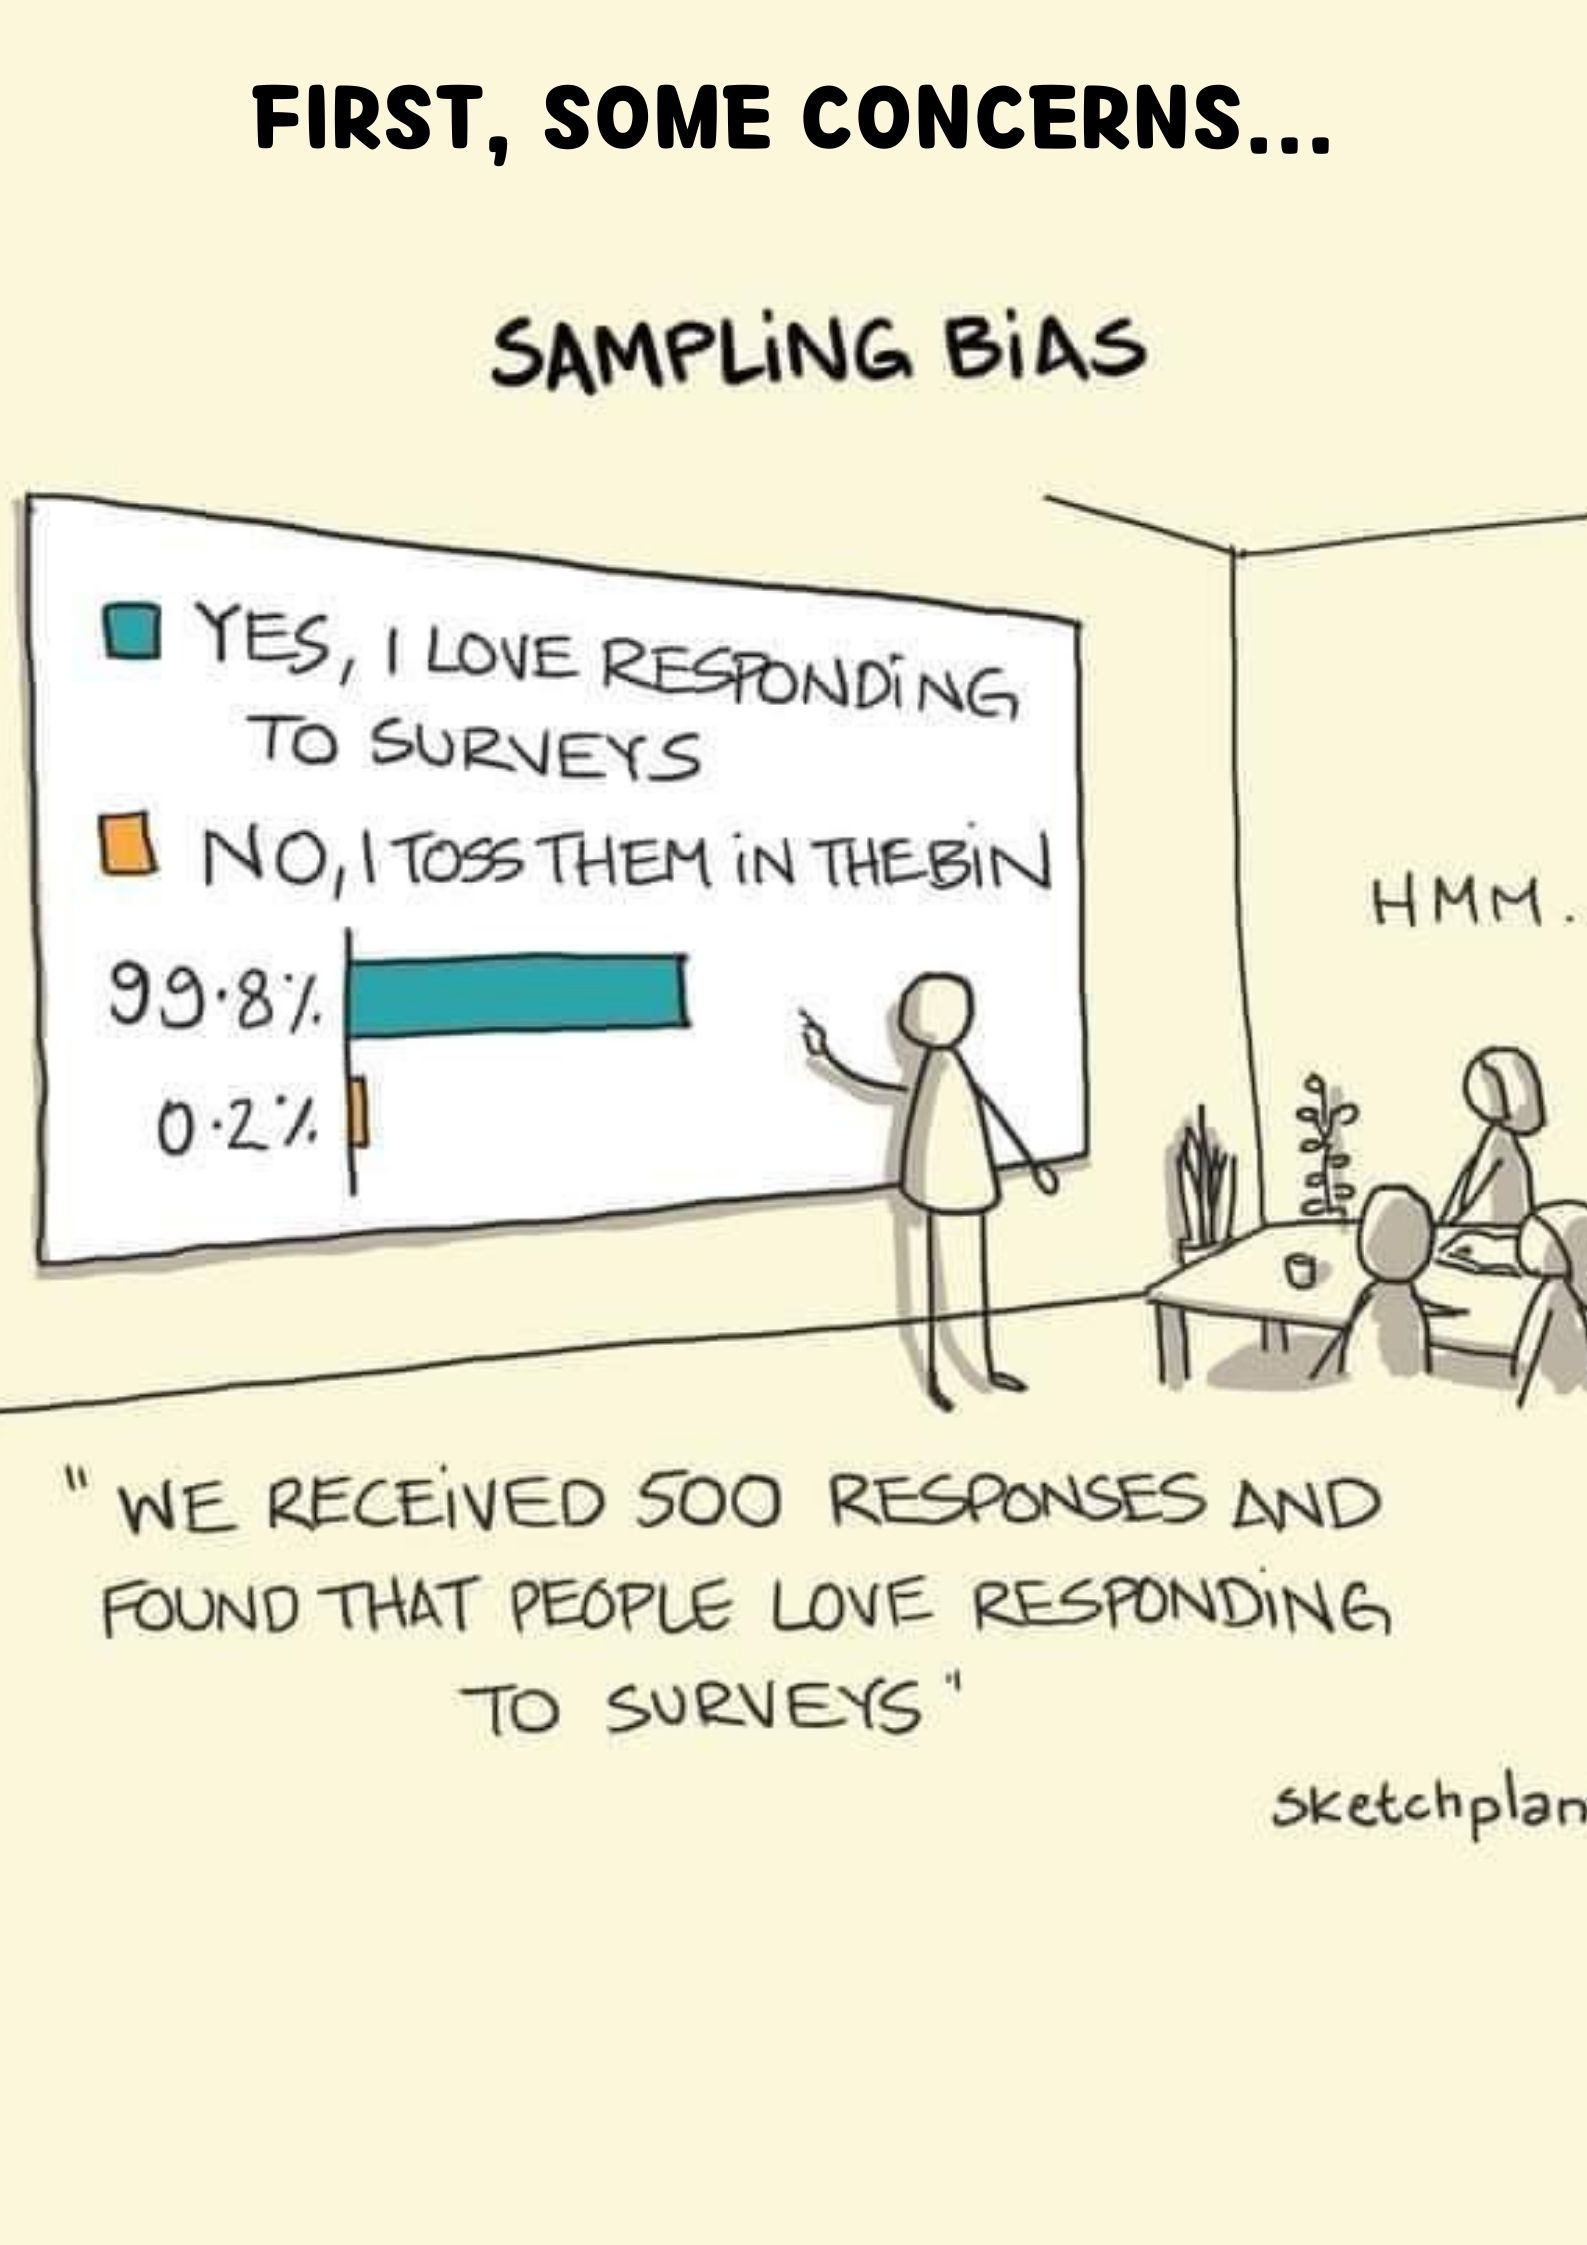 FIRST, SOME CONCERNS...
SAMPLING BIAS
YES, I LOVE RESPONDING
TO SURVEYS
NO, I TOSS THEM IN THE BIN
99.8%
0.2%
HMM.
"WE RECEIVED 500 RESPONSES AND
FOUND THAT PEOPLE LOVE RESPONDING
TO SURVEYS"
sketchplan